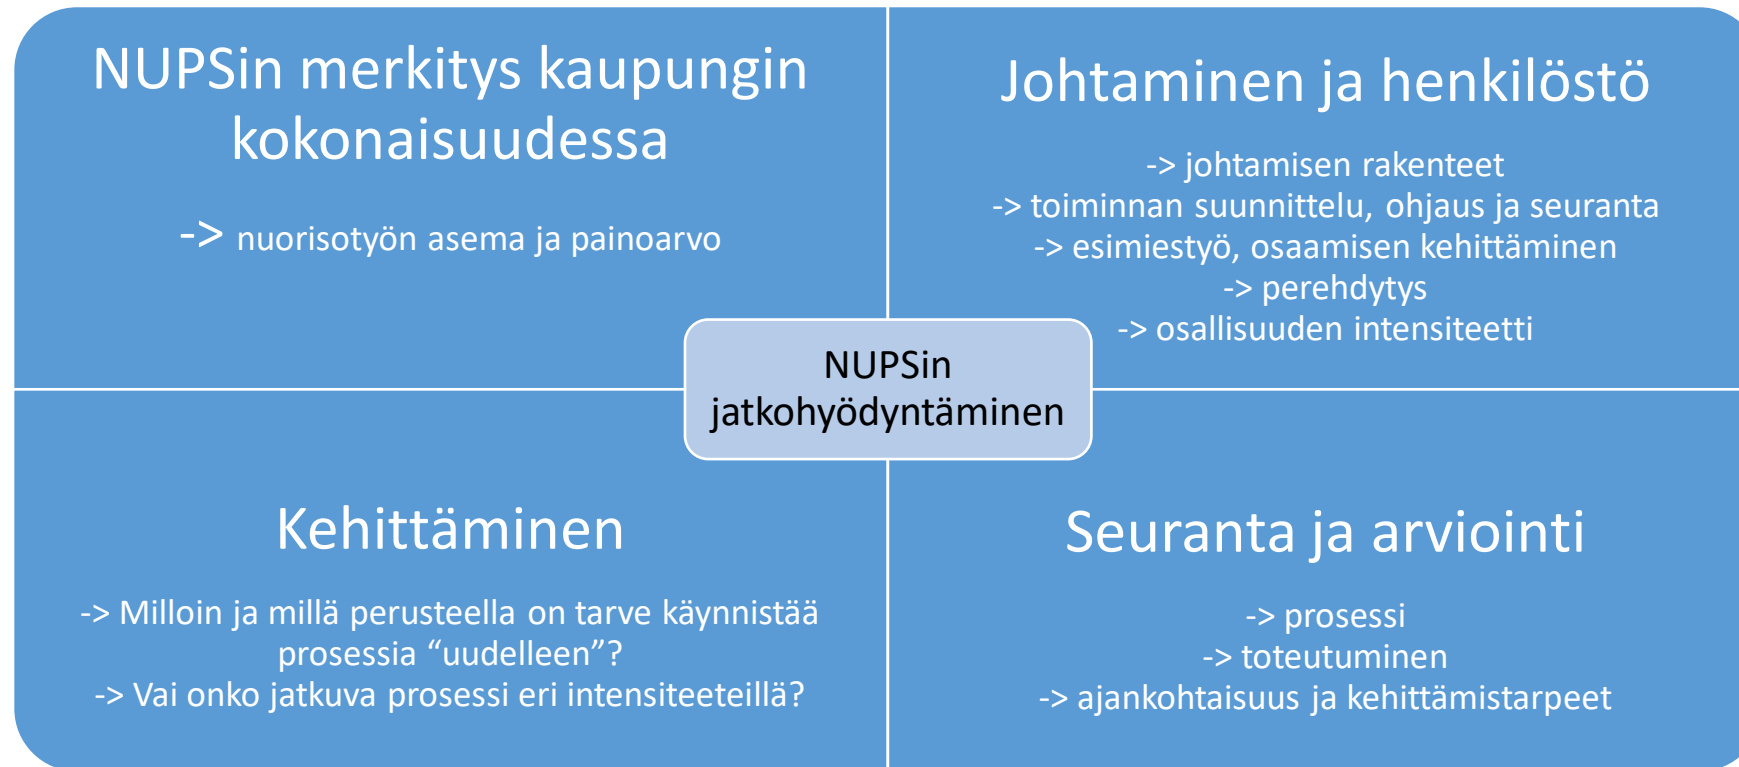 NUPSin merkitys kaupungin
kokonaisuudessa
-> nuorisotyön asema ja painoarvo
Johtaminen ja henkilöstö
-> johtamisen rakenteet
-> toiminnan suunnittelu, ohjaus ja seuranta
-> esimiestyö, osaamisen kehittäminen
-> perehdytys
-> osallisuuden intensiteetti
NUPSin
jatkohyödyntäminen
Kehittäminen
-> Milloin ja millä perusteella on tarve käynnistää
prosessia “uudelleen”?
-> Vai onko jatkuva prosessi eri intensiteeteillä?
Seuranta ja arviointi
-> prosessi
-> toteutuminen
-> ajankohtaisuus ja kehittämistarpeet